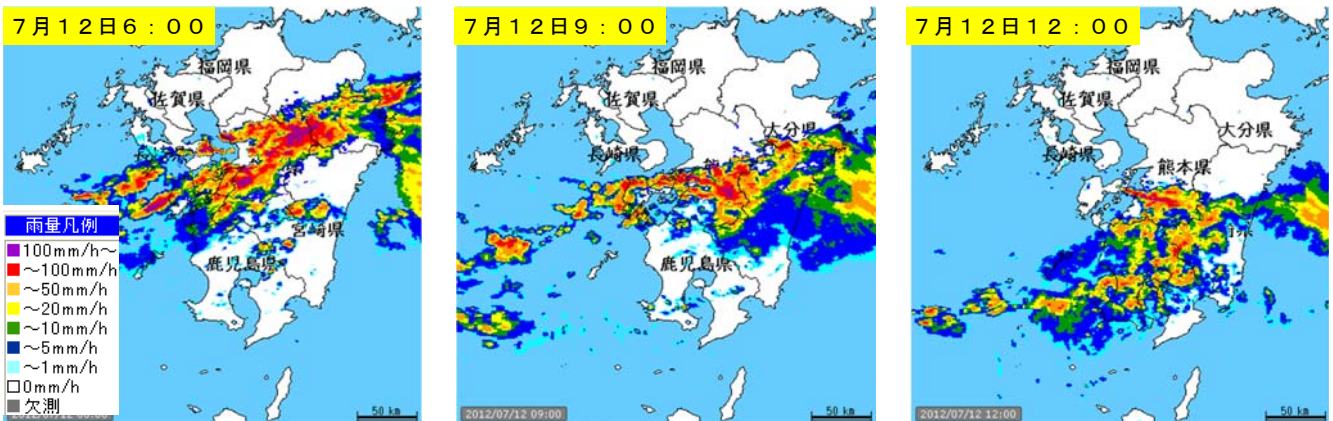 7月12日6：00
福岡県
佐賀県
宮崎県
鹿児島県
雨量凡例
100mm/h～
～100mm/h
～50mm/h
～20mm/h
～10mm/h
～5mm/h
～1mm/h
0mm/h
欠測
50 km
7月12日9：00
福岡県
佐賀県
大分県
長崎県
鹿児島県
2012/07/12 09:00
50 km
7月12日12：00
福岡県
佐賀県
大分県
長崎県
熊本県
2012/07/12 12:00
50 km